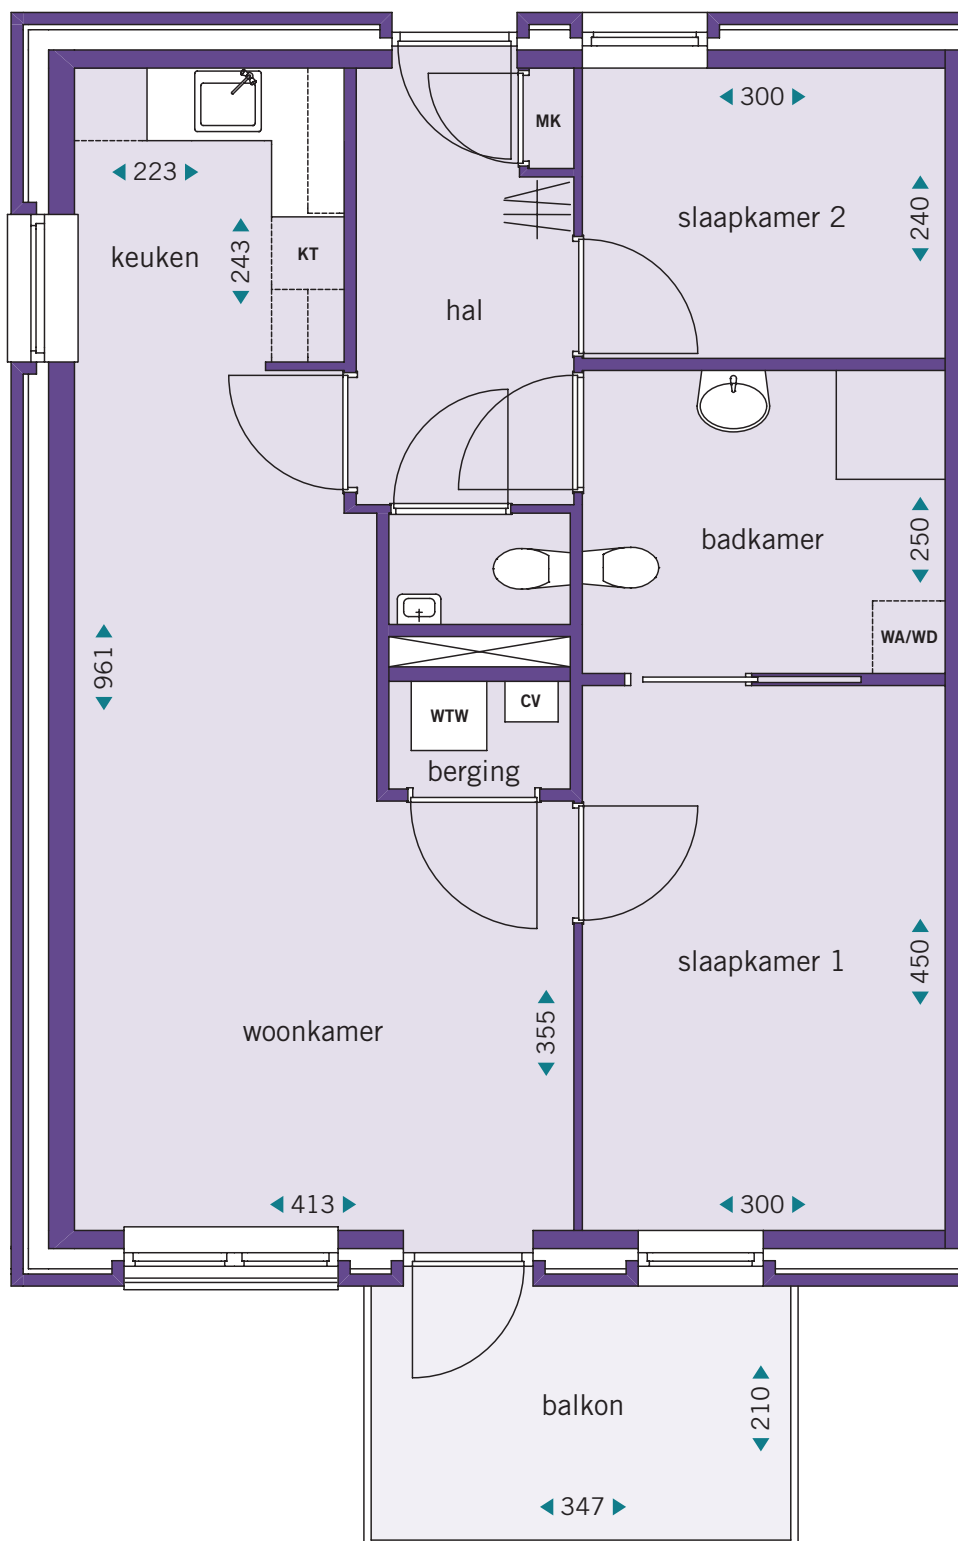 300
MK
223
240
slaapkamer 2
keuken
243
KT
hal
badkamer
250
WA/WD
961
CV
WTW
berging
slaapkamer 1
450
woonkamer
355
413
300
balkon
210
347